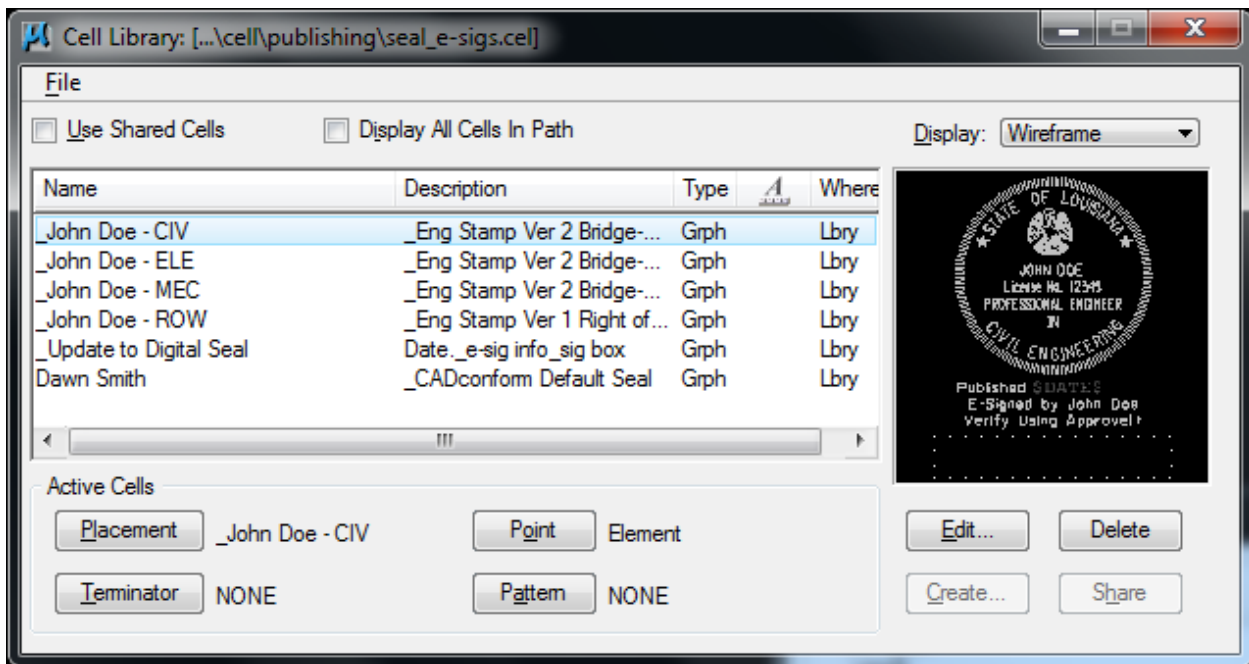 Cell Library: [...\cell\publishing\seal_e-sigs.cel]
File
Use Shared Cells Display All Cells In Path Display: Wireframe
Name Description Type A Where
_John Doe - CIV _Eng Stamp Ver 2 Bridge-... Grph Lbry
_John Doe - ELE _Eng Stamp Ver 2 Bridge-... Grph Lbry
_John Doe - MEC _Eng Stamp Ver 2 Bridge-... Grph Lbry
_John Doe - ROW _Eng Stamp Ver 1 Right of... Grph Lbry
_Update to Digital Seal Date._e-sig info_sig box Grph Lbry
Dawn Smith _CADconform Default Seal Grph Lbry
STATE OF LOUISIANA
JOHN DOE
License No. 12345
PROFESSIONAL ENGINEER
IN
CIVIL ENGINEERING
Published $DATE$
E-Signed by John Doe
Verify Using ApproveIt
Active Cells
Placement _John Doe - CIV Point Element
Terminator NONE Pattern NONE
Edit... Delete
Create... Share